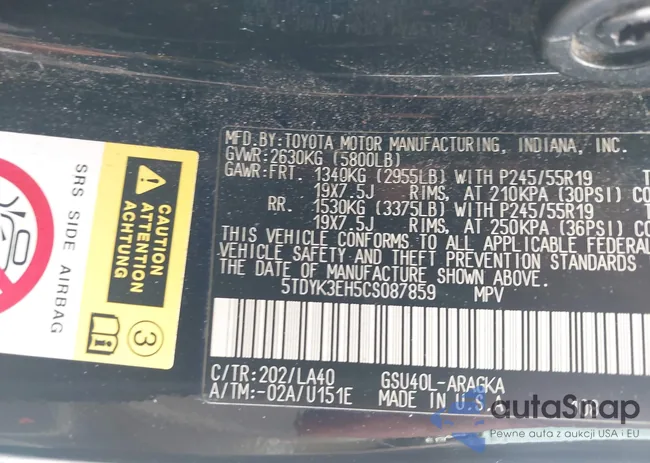 MFD.BY: TOYOTA MOTOR MANUFACTURING, INDIANA, INC.
GVWR: 2630KG (5800LB)
GAWR: FRT. 1340KG (2955LB) WITH P245/55R19 T
19X7.5J RIMS, AT 210KPA (30PSI) CO
RR. 1530KG (3375LB) WITH P245/55R19 T
19X7.5J RIMS, AT 250KPA (36PSI) CO
THIS VEHICLE CONFORMS TO ALL APPLICABLE FEDERAL
VEHICLE SAFETY AND THEFT PREVENTION STANDARDS
THE DATE OF MANUFACTURE SHOWN ABOVE.
5TDYK3EH5CS087859 MPV
C/TR: 202/LA40 GSU40L-ARAGKA
A/TM: -02A/U151E MADE IN U.S.
SRS SIDE AIRBAG
CAUTION
ATTENTION
ACHTUNG
3
autoSnap
Pewne auta z aukcji USA i EU